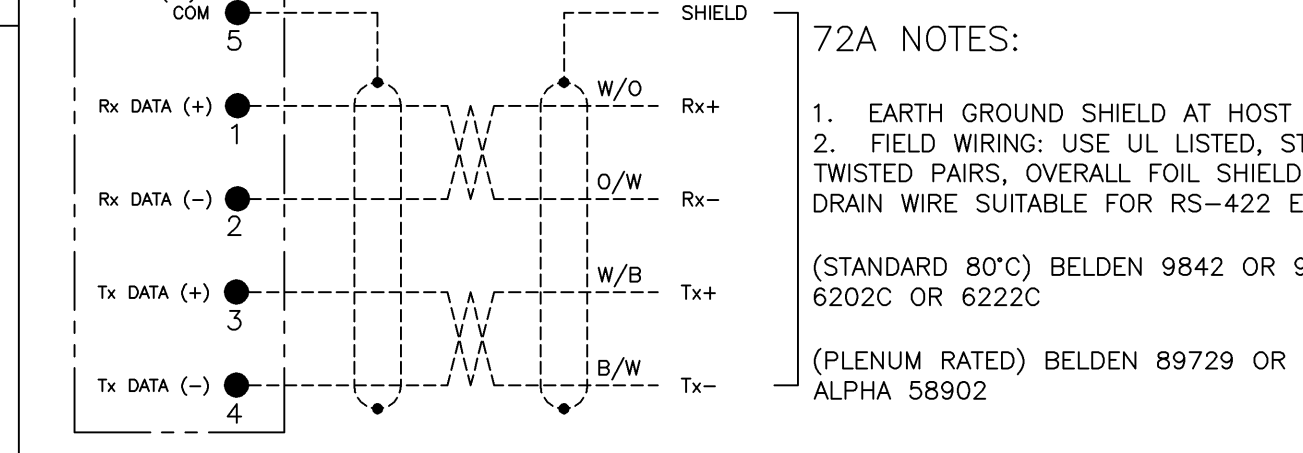 COM
5
SHIELD
Rx DATA (+)
1
W/O
Rx+
Rx DATA (−)
2
O/W
Rx−
Tx DATA (+)
3
W/B
Tx+
Tx DATA (−)
4
B/W
Tx−
72A NOTES:
1. EARTH GROUND SHIELD AT HOST
2. FIELD WIRING: USE UL LISTED,
TWISTED PAIRS, OVERALL FOIL SHIELD
DRAIN WIRE SUITABLE FOR RS−422
(STANDARD 80°C) BELDEN 9842 OR
6202C OR 6222C
(PLENUM RATED) BELDEN 89729 OR
ALPHA 58902